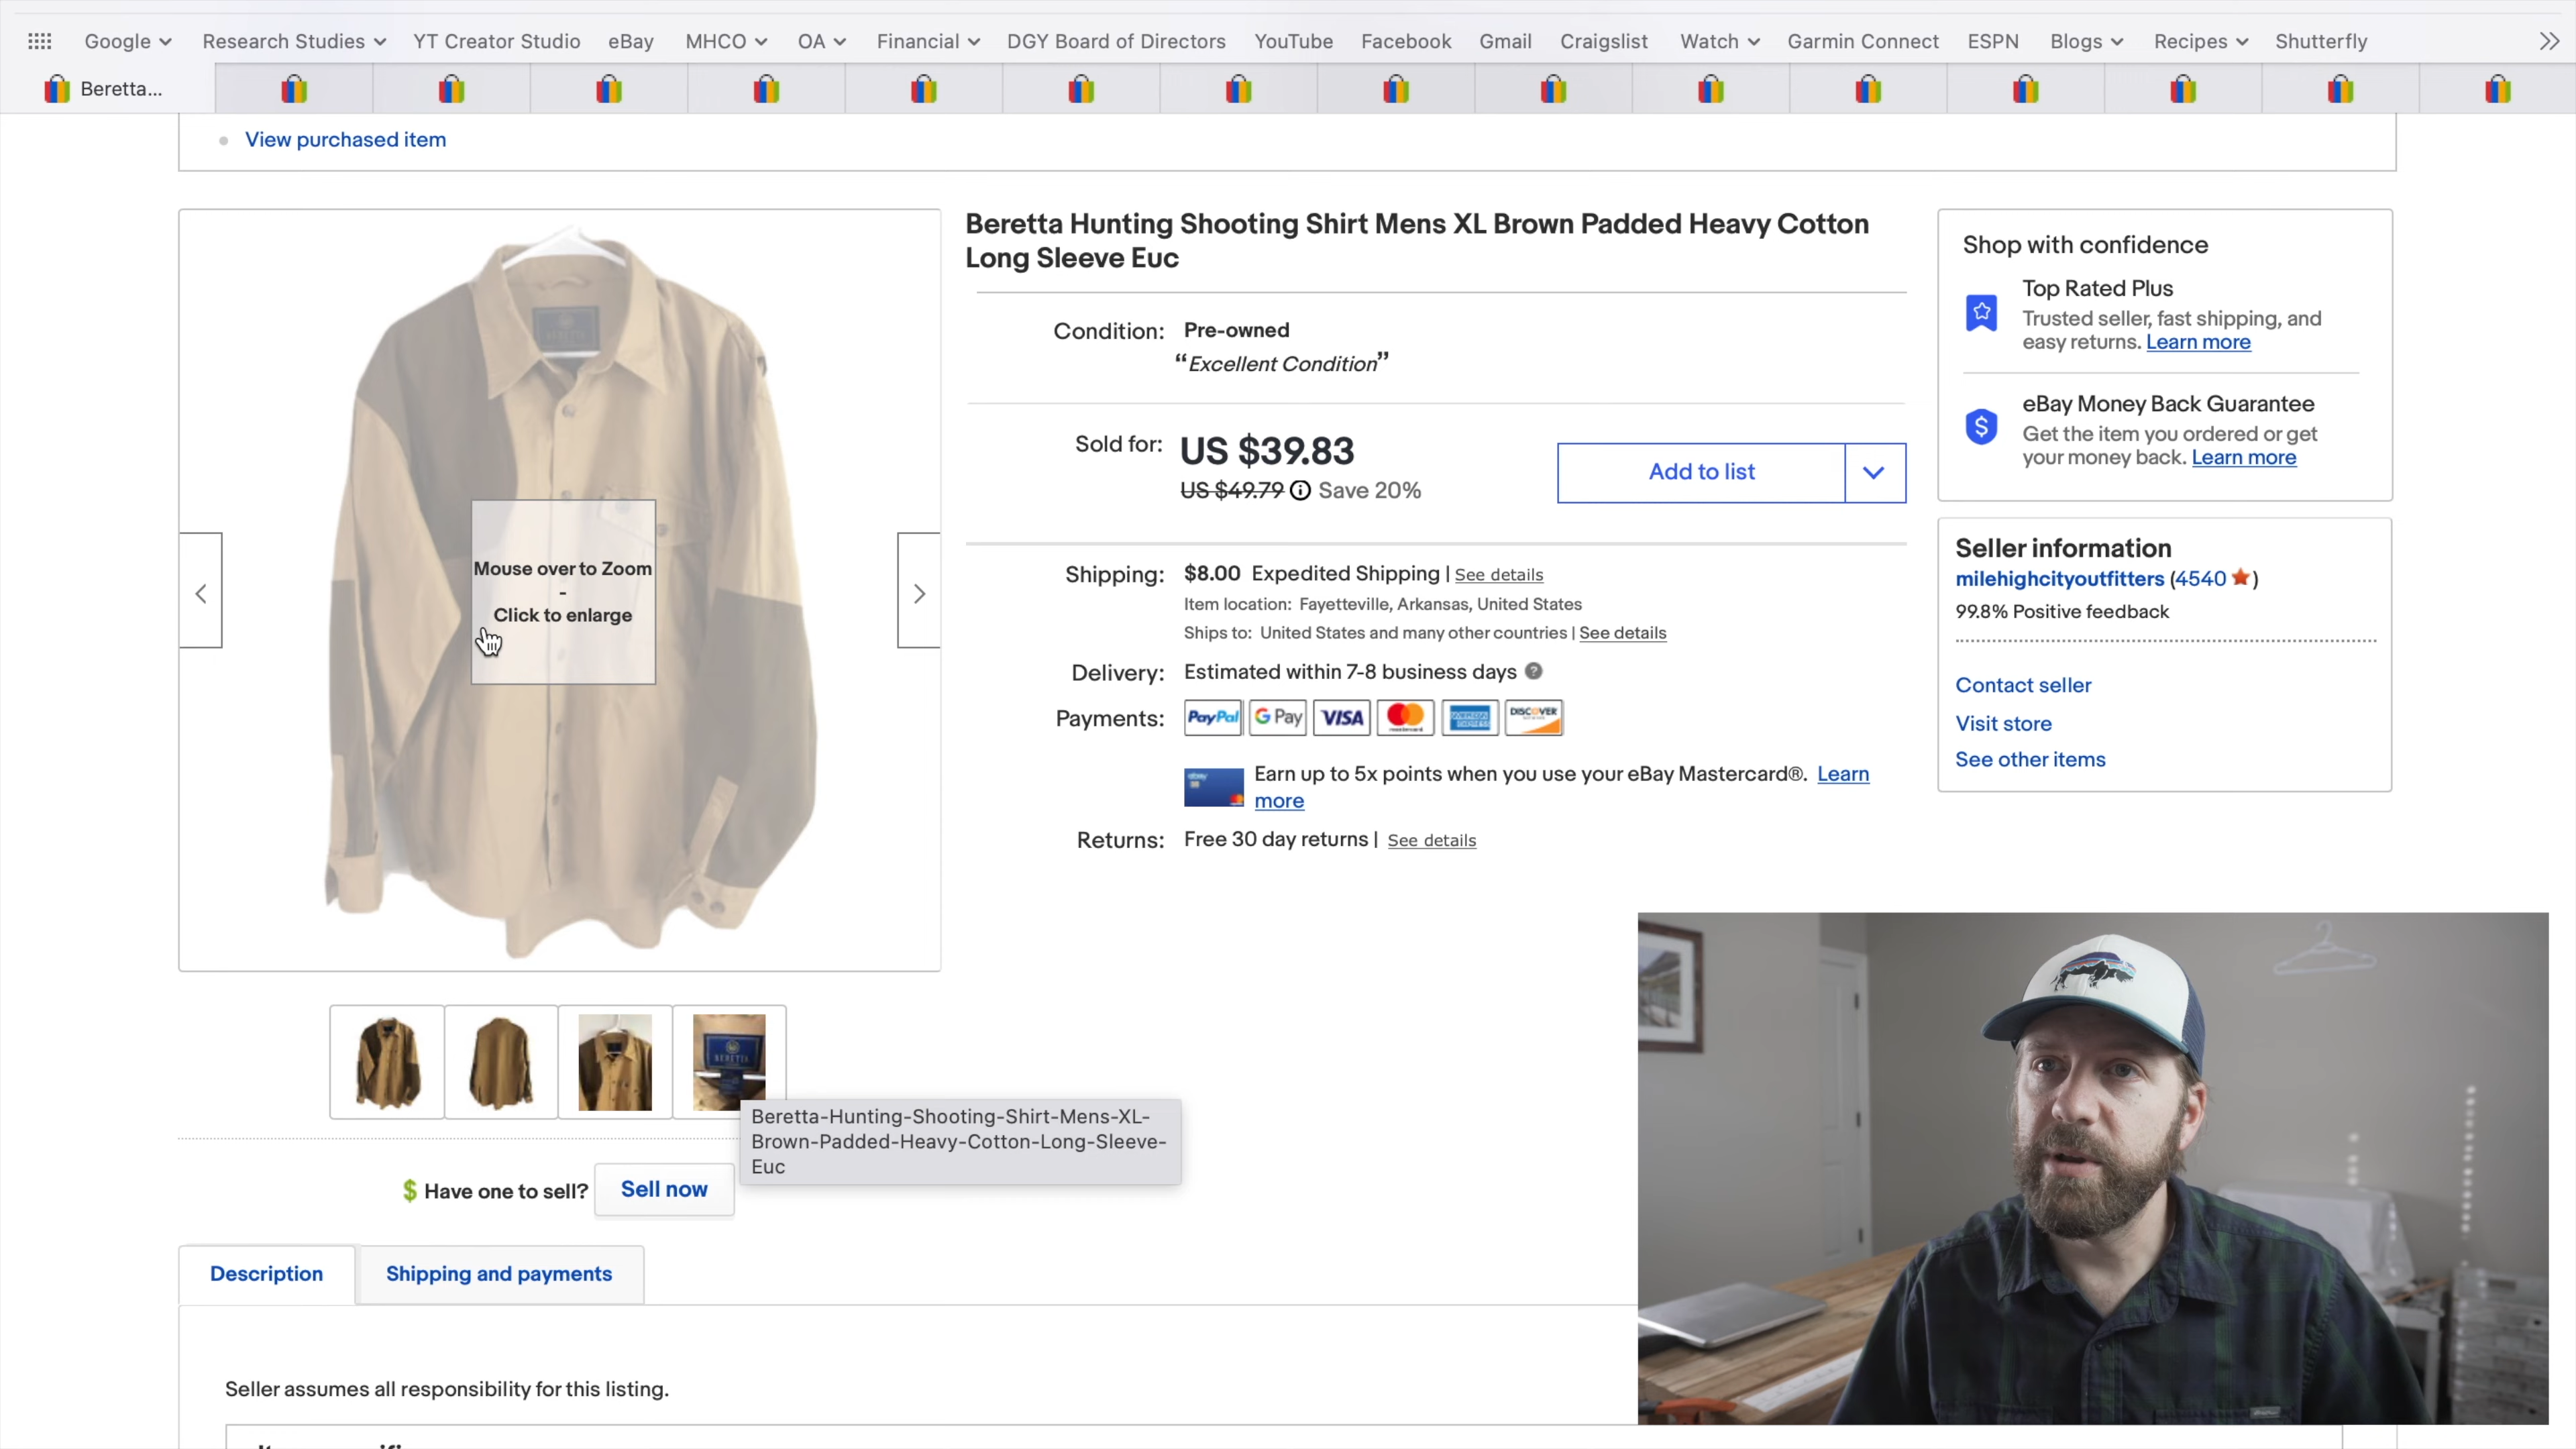 Google Research Studies YT Creator Studio eBay MHCO OA Financial DGY Board of Directors YouTube Facebook Gmail Craigslist Watch Garmin Connect ESPN Blogs Recipes Shutterfly
Beretta...
View purchased item
Beretta Hunting Shooting Shirt Mens XL Brown Padded Heavy Cotton
Long Sleeve Euc
Condition: Pre-owned
“Excellent Condition”
Sold for: US $39.83
US $49.79 Save 20%
Add to list
Mouse over to Zoom
-
Click to enlarge
Shipping: $8.00 Expedited Shipping | See details
Item location: Fayetteville, Arkansas, United States
Ships to: United States and many other countries | See details
Delivery: Estimated within 7-8 business days
Payments: PayPal G Pay VISA mastercard AMERICAN EXPRESS DISCOVER
Earn up to 5x points when you use your eBay Mastercard®. Learn
more
Returns: Free 30 day returns | See details
Shop with confidence
Top Rated Plus
Trusted seller, fast shipping, and
easy returns. Learn more
eBay Money Back Guarantee
Get the item you ordered or get
your money back. Learn more
Seller information
milehighcityoutfitters (4540)
99.8% Positive feedback
Contact seller
Visit store
See other items
BERETTA
Beretta-Hunting-Shooting-Shirt-Mens-XL-
Brown-Padded-Heavy-Cotton-Long-Sleeve-
Euc
$ Have one to sell? Sell now
Description Shipping and payments
Seller assumes all responsibility for this listing.